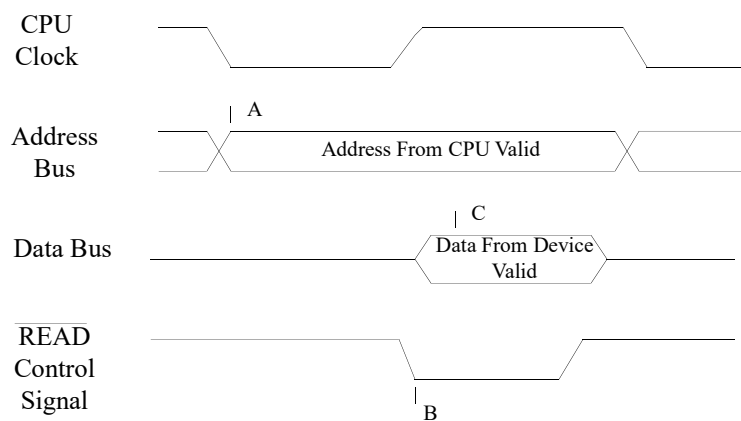 CPU
Clock
A
Address
Bus
Address From CPU Valid
C
Data Bus
Data From Device
Valid
READ
Control
Signal
B